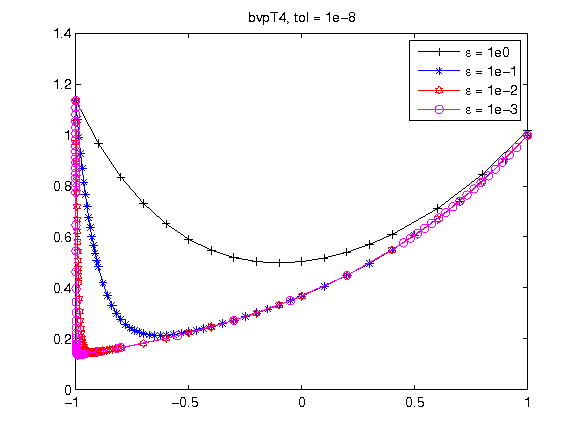 bvpT4, tol = 1e−8
ε = 1e0
ε = 1e−1
ε = 1e−2
ε = 1e−3
1.4
1.2
1
0.8
0.6
0.4
0.2
0
−1 −0.5 0 0.5 1